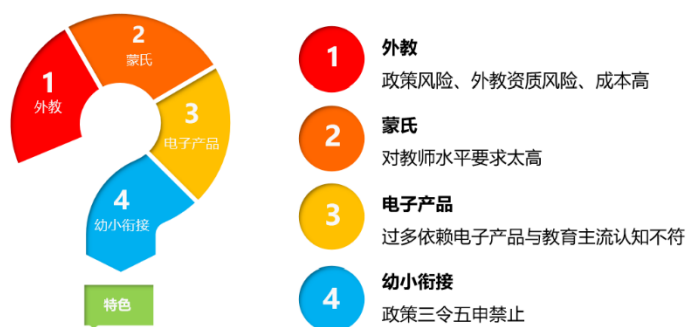 1
外教
2
蒙氏
3
电子产品
4
幼小衔接
特色
1
外教
政策风险、外教资质风险、成本高
2
蒙氏
对教师水平要求太高
3
电子产品
过多依赖电子产品与教育主流认知不符
4
幼小衔接
政策三令五申禁止